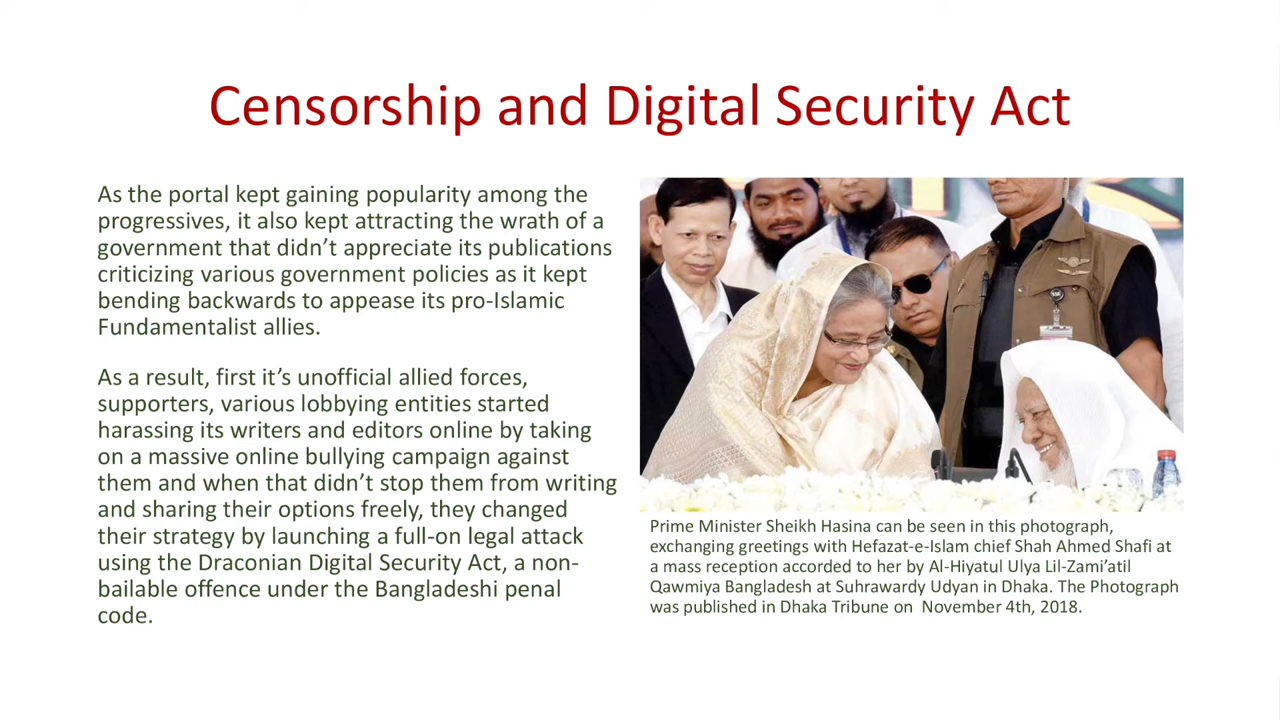 Censorship and Digital Security Act
As the portal kept gaining popularity among the
progressives, it also kept attracting the wrath of a
government that didn’t appreciate its publications
criticizing various government policies as it kept
bending backwards to appease its pro-Islamic
Fundamentalist allies.
As a result, first it’s unofficial allied forces,
supporters, various lobbying entities started
harassing its writers and editors online by taking
on a massive online bullying campaign against
them and when that didn’t stop them from writing
and sharing their options freely, they changed
their strategy by launching a full-on legal attack
using the Draconian Digital Security Act, a non-
bailable offence under the Bangladeshi penal
code.
Prime Minister Sheikh Hasina can be seen in this photograph,
exchanging greetings with Hefazat-e-Islam chief Shah Ahmed Shafi at
a mass reception accorded to her by Al-Hiyatul Ulya Lil-Zami’atil
Qawmiya Bangladesh at Suhrawardy Udyan in Dhaka. The Photograph
was published in Dhaka Tribune on  November 4th, 2018.